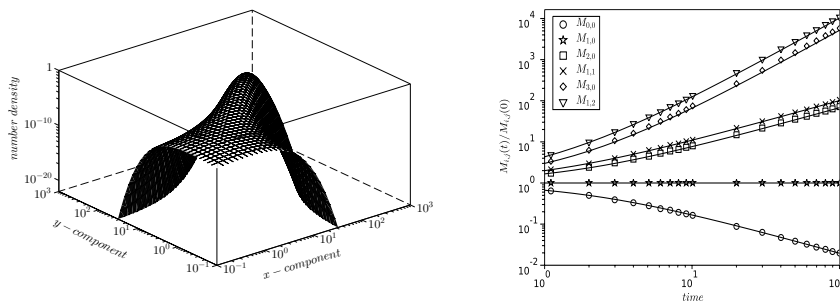 number density
1
10^-10
10^-20
10^3
10^2
10^1
10^0
10^-1
y - component
10^-1
10^0
10^1
10^2
10^3
x - component
M_{i,j}(t)/M_{i,j}(0)
10^4
10^2
10^1
10^0
10^0
10^-1
10^-2
M_{0,0}
M_{1,0}
M_{2,0}
M_{1,1}
M_{3,0}
M_{1,2}
10^0
10^1
10
time